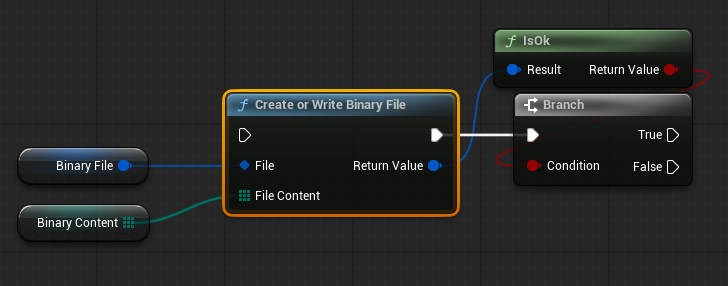 IsOk
Result
Return Value
Create or Write Binary File
Branch
True
Binary File
File
Return Value
Condition
False
Binary Content
File Content